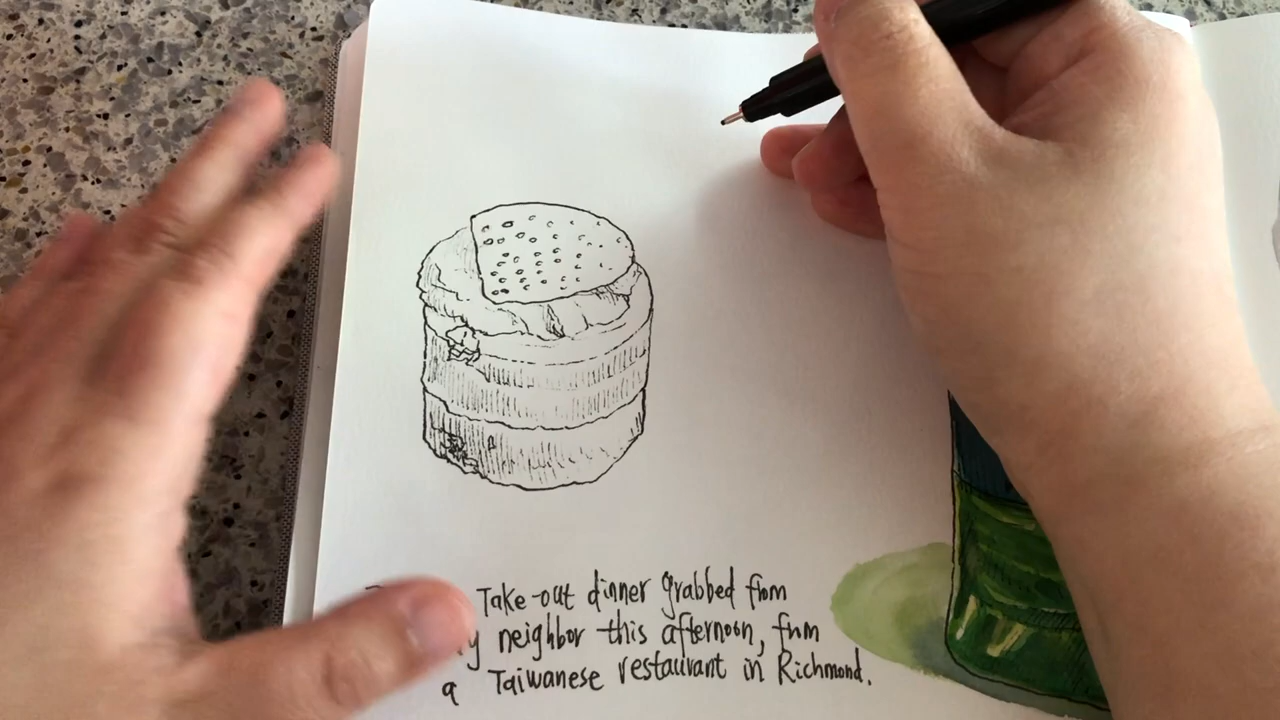 Take-out dinner grabbed from
neighbor this afternoon, from
a Taiwanese restaurant in Richmond.